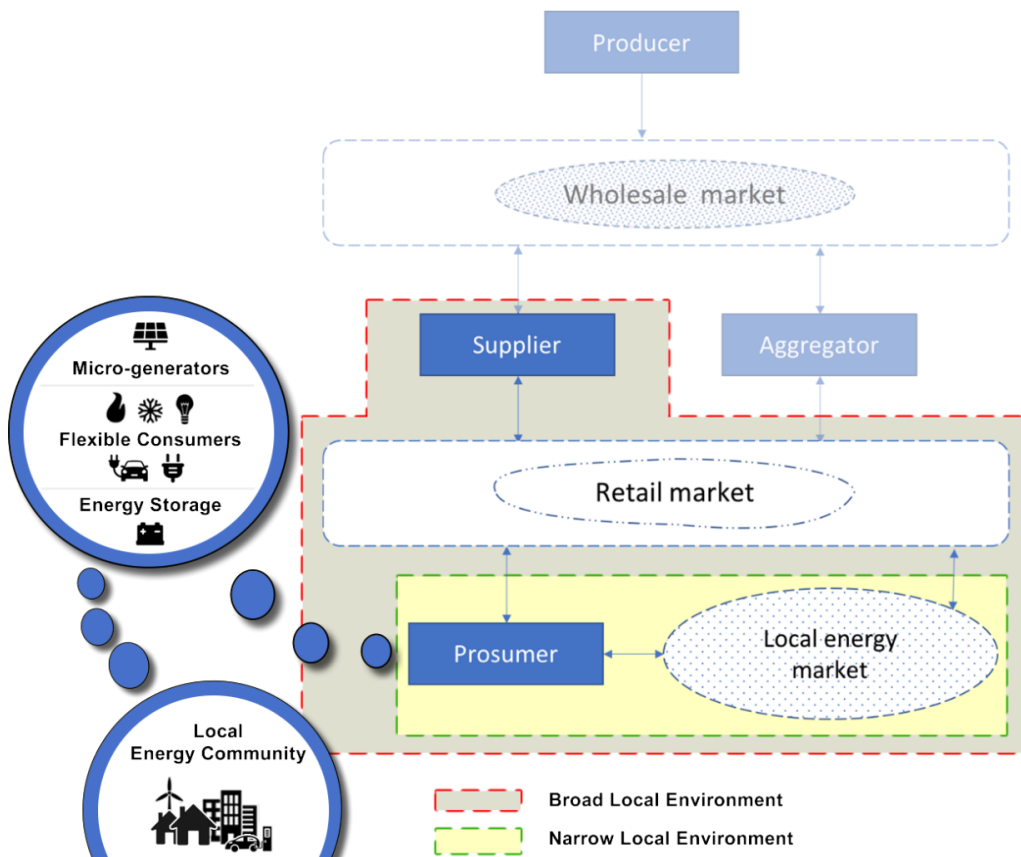 Producer
Wholesale market
Supplier
Aggregator
Micro-generators
Flexible Consumers
Energy Storage
Retail market
Prosumer
Local energy
market
Local
Energy Community
Broad Local Environment
Narrow Local Environment